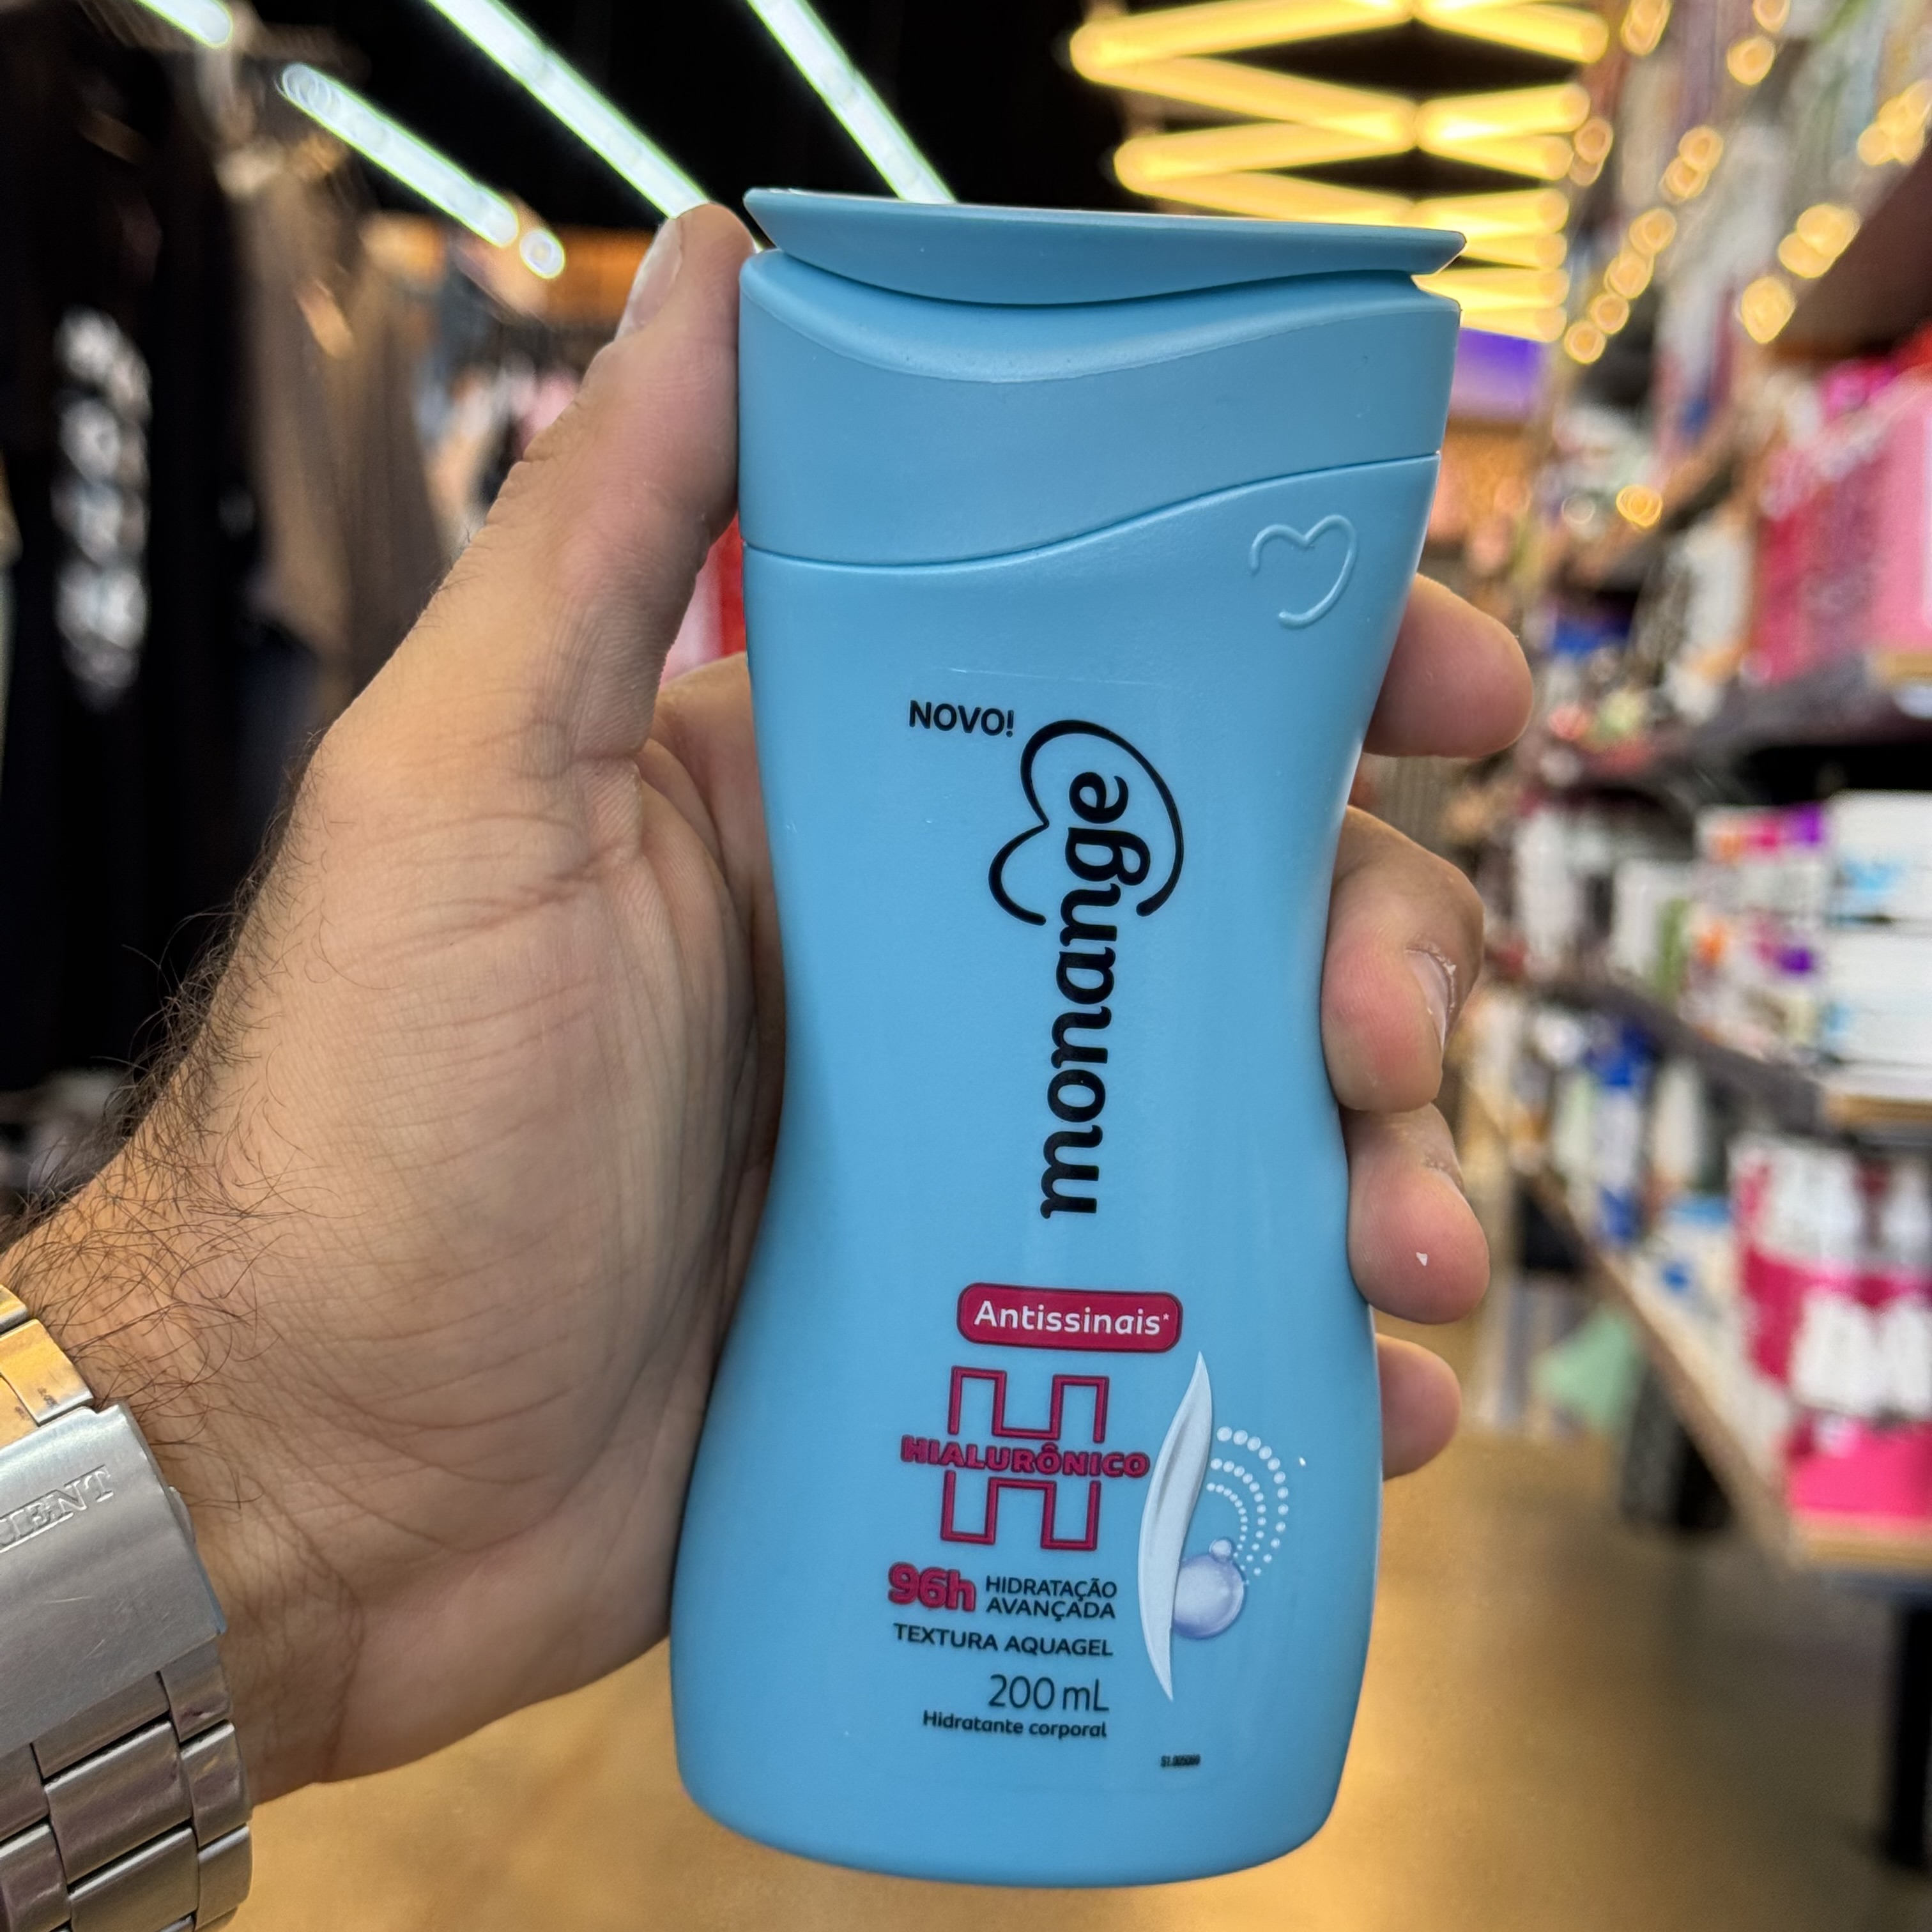 NOVO!
monange
Antissinais*
HIALURÔNICO
96h HIDRATAÇÃO
AVANÇADA
TEXTURA AQUAGEL
200 mL
Hidratante corporal